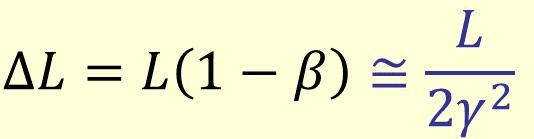 ΔL = L(1 − β) ≅ L / 2γ²